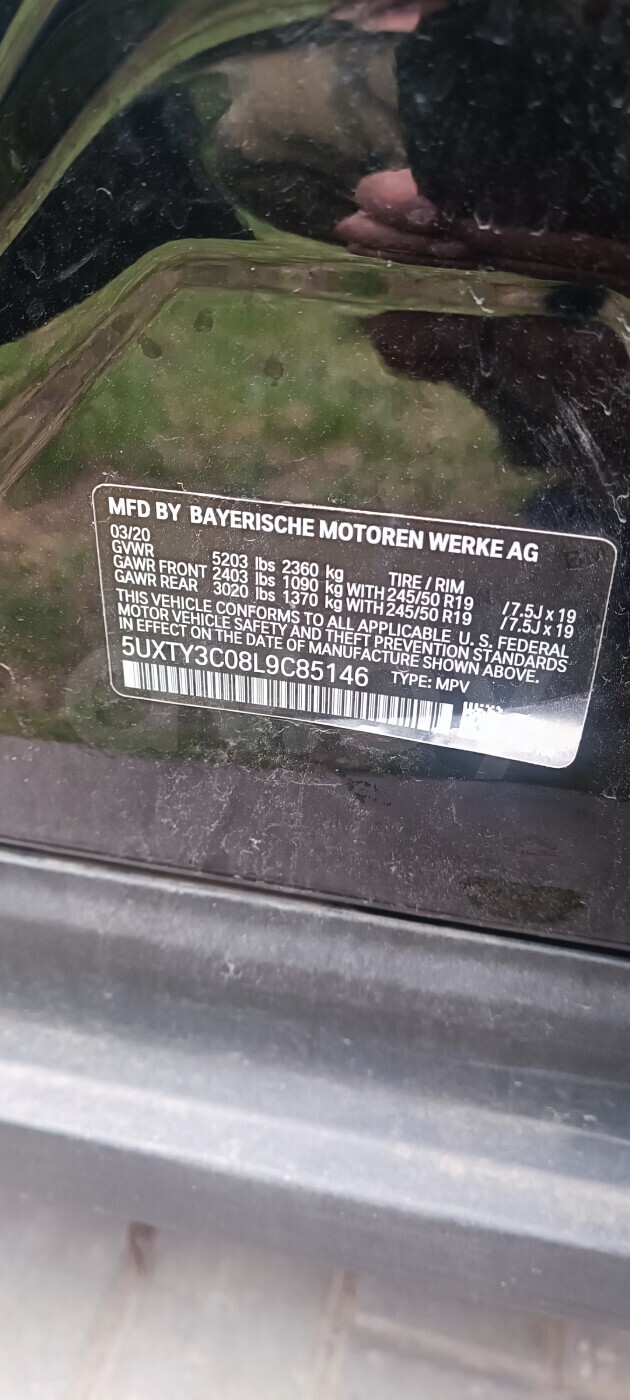 MFD BY BAYERISCHE MOTOREN WERKE AG
03/20
GVWR 5203 lbs 2360 kg TIRE / RIM
GAWR FRONT 2403 lbs 1090 kg WITH 245/50 R19 / 7.5J x 19
GAWR REAR 3020 lbs 1370 kg WITH 245/50 R19 / 7.5J x 19
THIS VEHICLE CONFORMS TO ALL APPLICABLE U. S. FEDERAL
MOTOR VEHICLE SAFETY AND THEFT PREVENTION STANDARDS
IN EFFECT ON THE DATE OF MANUFACTURE SHOWN ABOVE.
5UXTY3C08L9C85146 TYPE: MPV